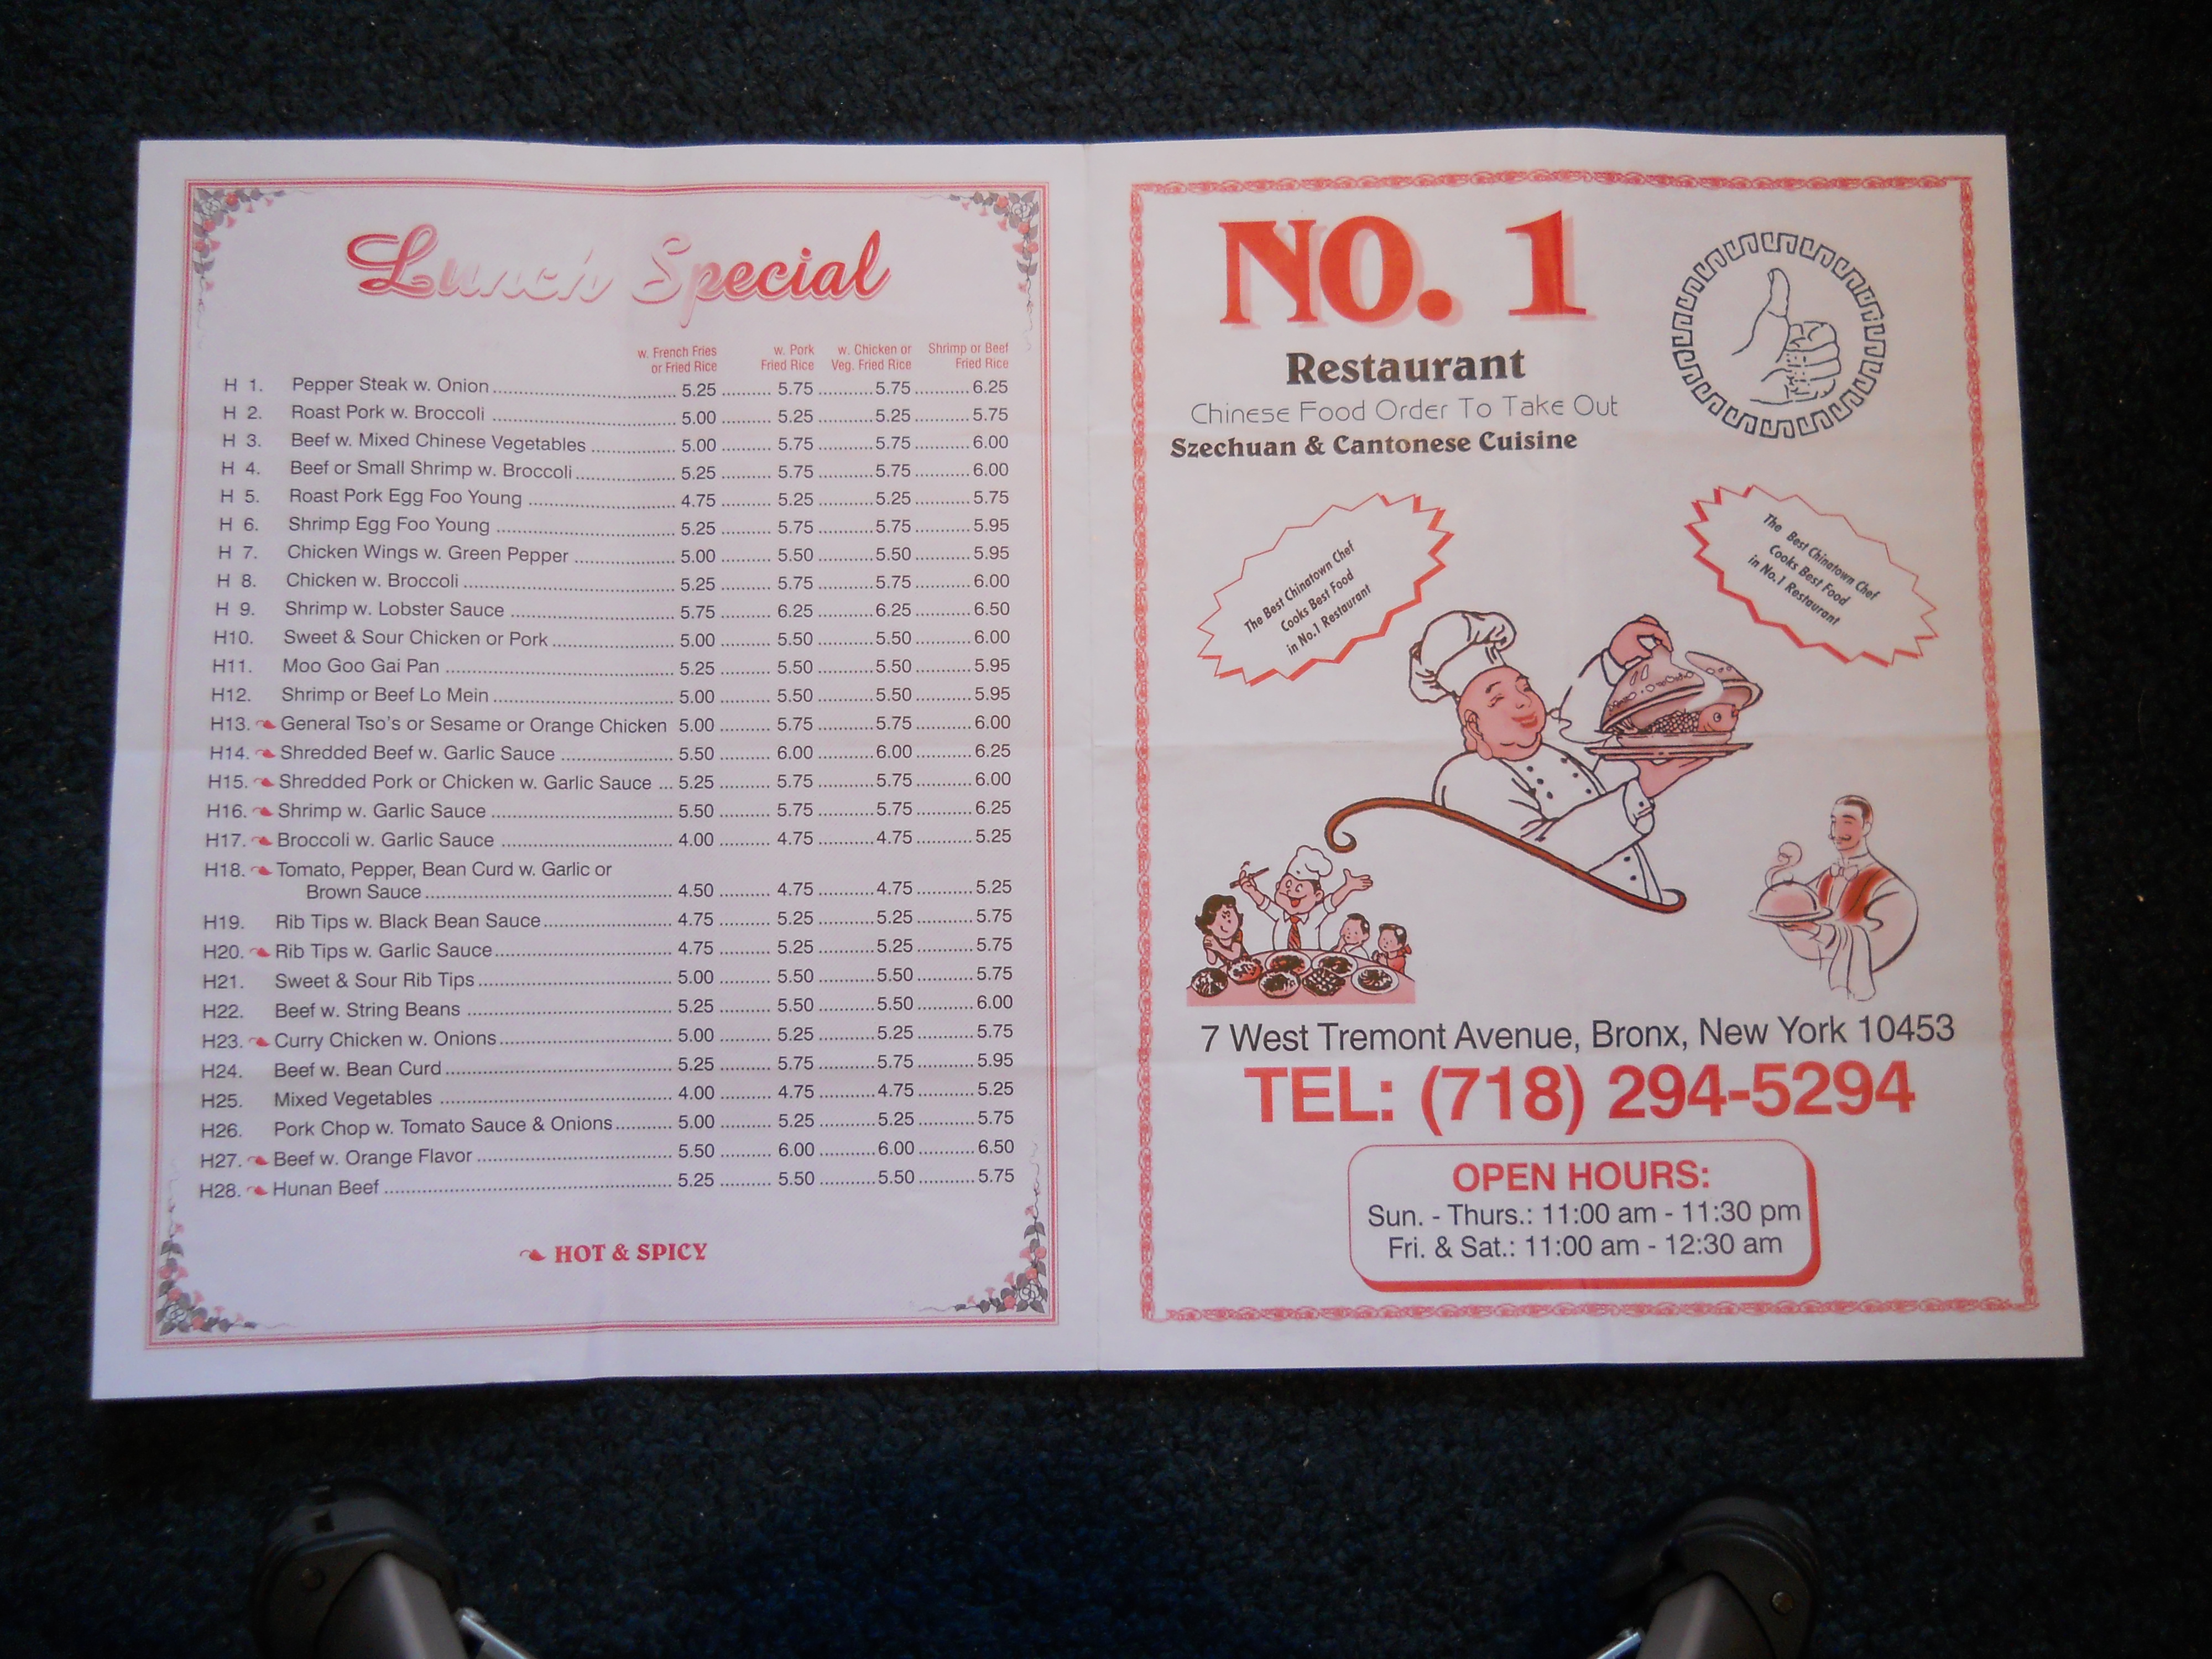 Lunch Special
w. French Fries or Fried Rice w. Pork Fried Rice w. Chicken or Veg. Fried Rice Shrimp or Beef Fried Rice
H 1. Pepper Steak w. Onion 5.25 5.75 5.75 6.25
H 2. Roast Pork w. Broccoli 5.00 5.25 5.25 5.75
H 3. Beef w. Mixed Chinese Vegetables 5.00 5.75 5.75 6.00
H 4. Beef or Small Shrimp w. Broccoli 5.25 5.75 5.75 6.00
H 5. Roast Pork Egg Foo Young 4.75 5.25 5.25 5.75
H 6. Shrimp Egg Foo Young 5.25 5.75 5.75 5.95
H 7. Chicken Wings w. Green Pepper 5.00 5.50 5.50 5.95
H 8. Chicken w. Broccoli 5.25 5.75 5.75 6.00
H 9. Shrimp w. Lobster Sauce 5.75 6.25 6.25 6.50
H10. Sweet & Sour Chicken or Pork 5.00 5.50 5.50 6.00
H11. Moo Goo Gai Pan 5.25 5.50 5.50 5.95
H12. Shrimp or Beef Lo Mein 5.00 5.50 5.50 5.95
H13. General Tso's or Sesame or Orange Chicken 5.00 5.75 5.75 6.00
H14. Shredded Beef w. Garlic Sauce 5.50 6.00 6.00 6.25
H15. Shredded Pork or Chicken w. Garlic Sauce 5.25 5.75 5.75 6.00
H16. Shrimp w. Garlic Sauce 5.50 5.75 5.75 6.25
H17. Broccoli w. Garlic Sauce 4.00 4.75 4.75 5.25
H18. Tomato, Pepper, Bean Curd w. Garlic or
Brown Sauce 4.50 4.75 4.75 5.25
H19. Rib Tips w. Black Bean Sauce 4.75 5.25 5.25 5.75
H20. Rib Tips w. Garlic Sauce 4.75 5.25 5.25 5.75
H21. Sweet & Sour Rib Tips 5.00 5.50 5.50 5.75
H22. Beef w. String Beans 5.25 5.50 5.50 6.00
H23. Curry Chicken w. Onions 5.00 5.25 5.25 5.75
H24. Beef w. Bean Curd 5.25 5.75 5.75 5.95
H25. Mixed Vegetables 4.00 4.75 4.75 5.25
H26. Pork Chop w. Tomato Sauce & Onions 5.00 5.25 5.25 5.75
H27. Beef w. Orange Flavor 5.50 6.00 6.00 6.50
H28. Hunan Beef 5.25 5.50 5.50 5.75
HOT & SPICY
NO. 1
Restaurant
Chinese Food Order To Take Out
Szechuan & Cantonese Cuisine
The Best Chinatown Chef
Cooks Best Food
in No.1 Restaurant
The Best Chinatown Chef
Cooks Best Food
in No.1 Restaurant
7 West Tremont Avenue, Bronx, New York 10453
TEL: (718) 294-5294
OPEN HOURS:
Sun. - Thurs.: 11:00 am - 11:30 pm
Fri. & Sat.: 11:00 am - 12:30 am